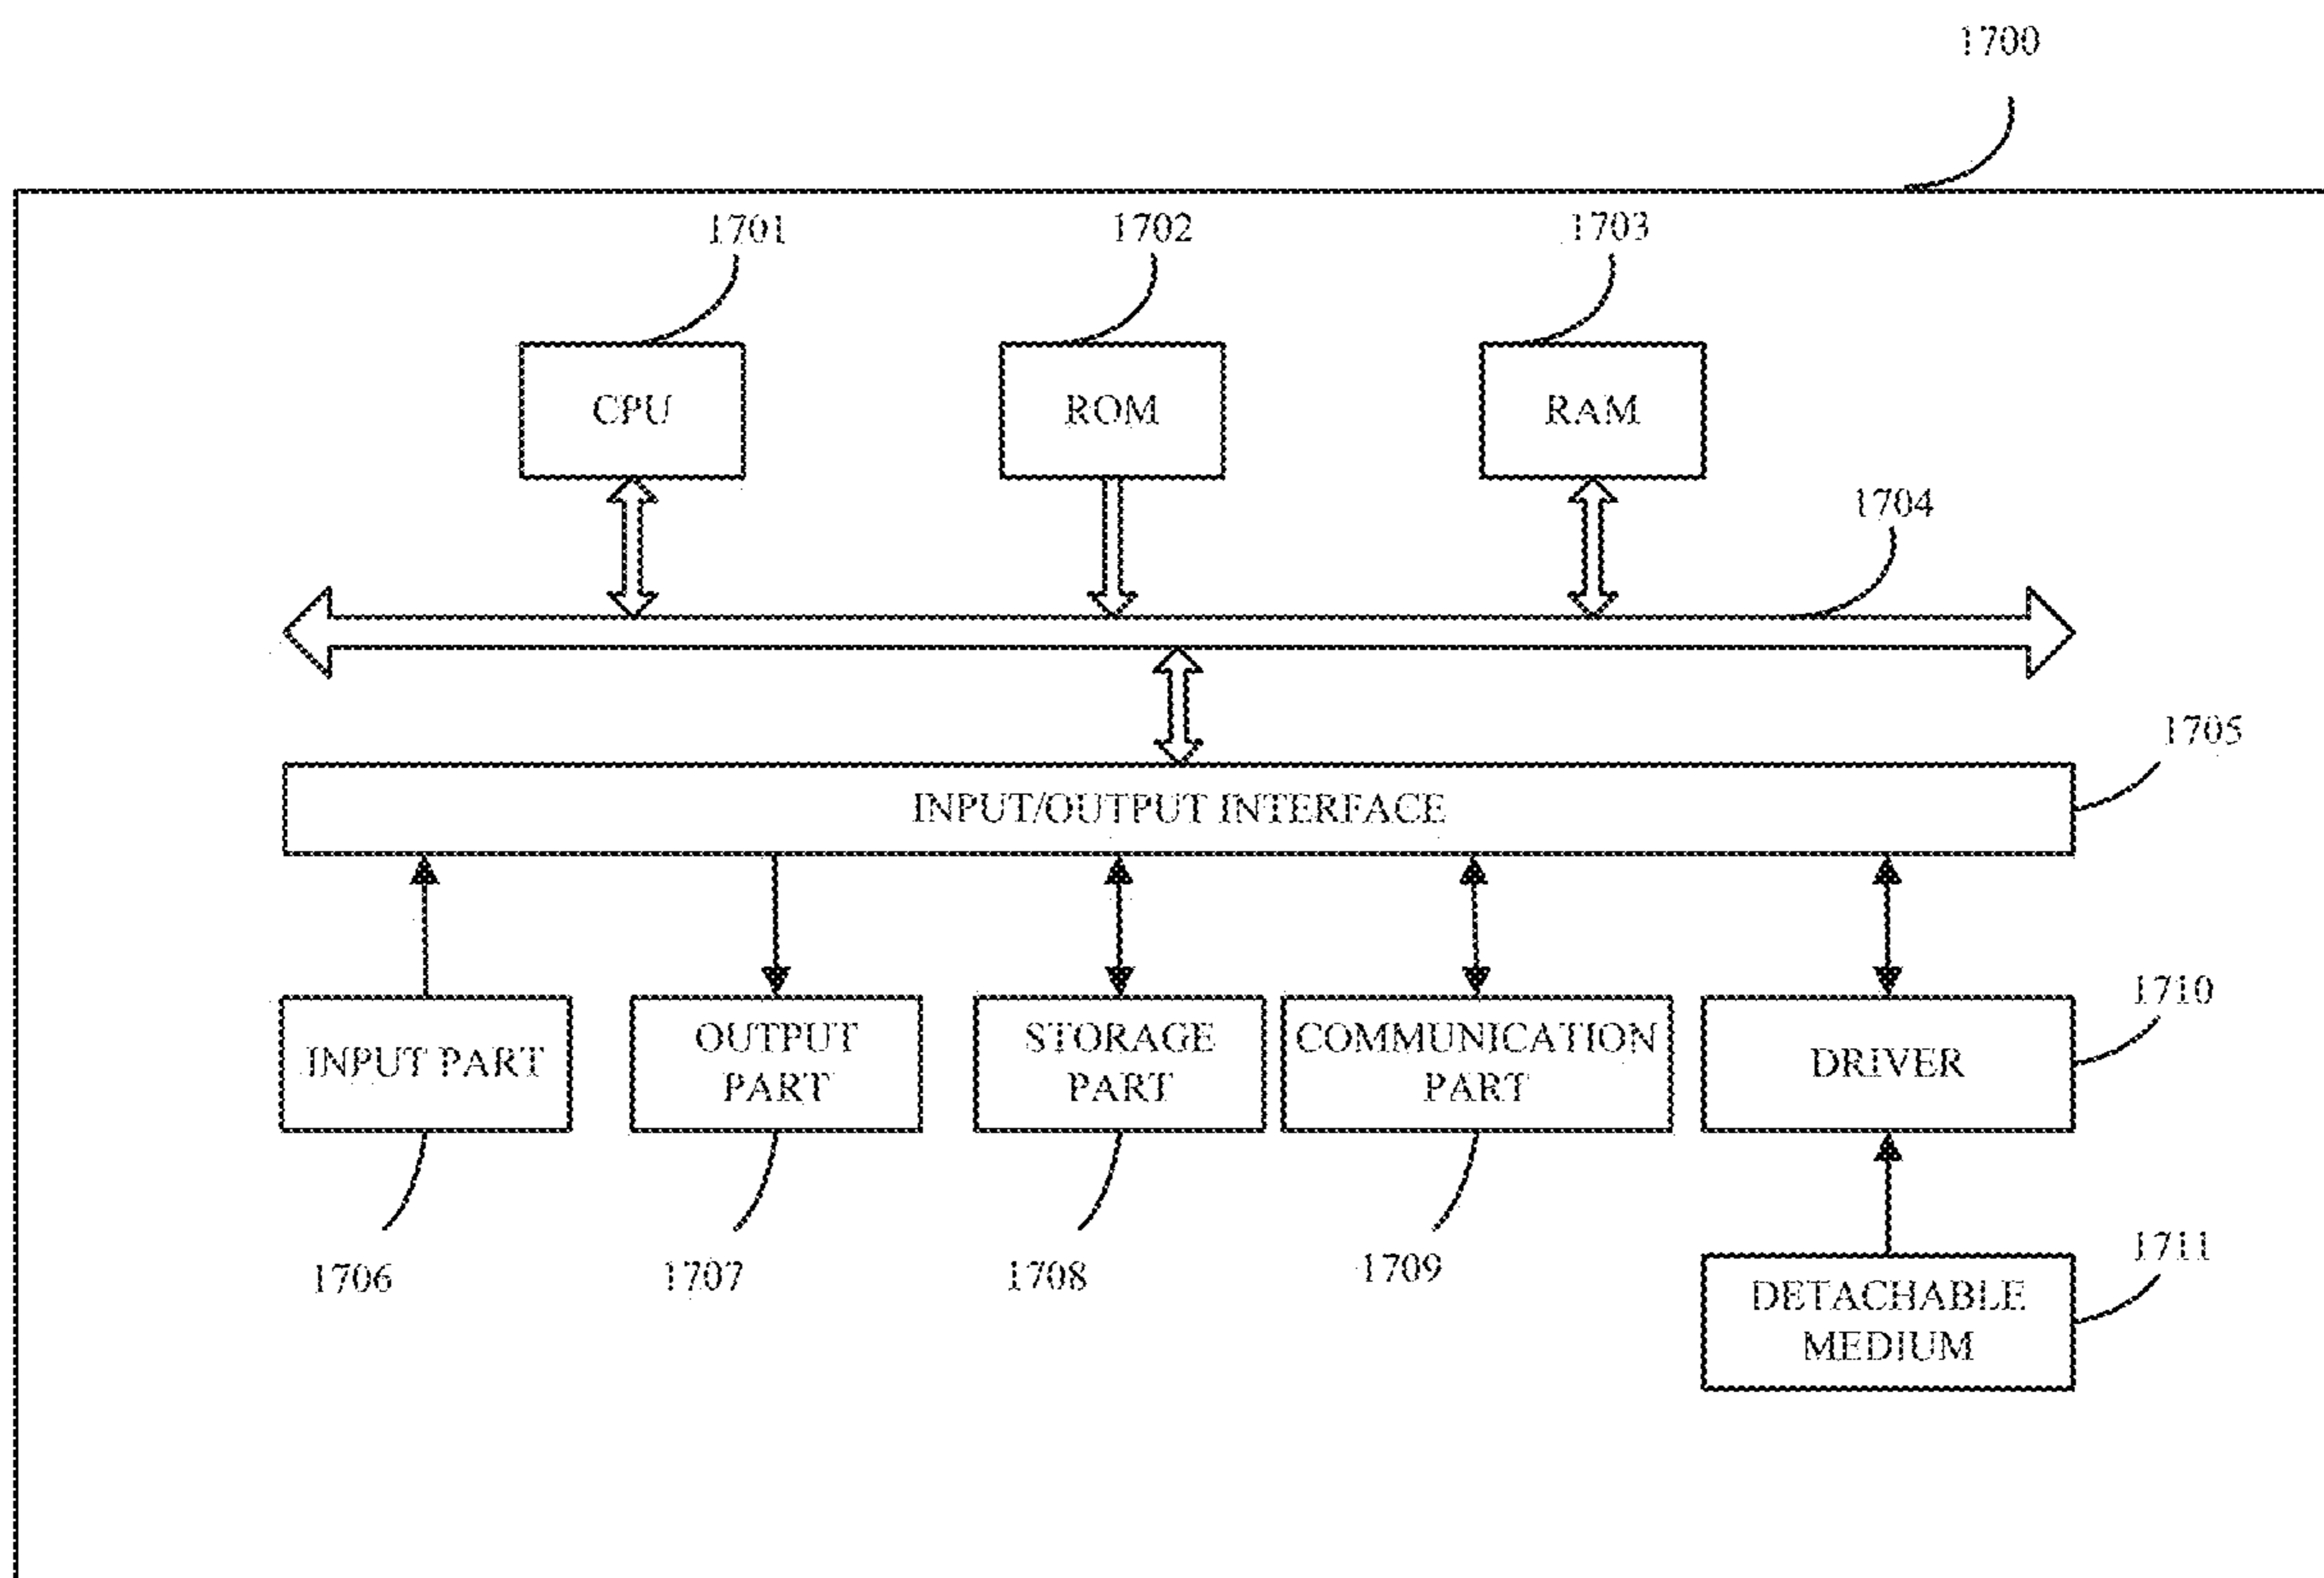 1700
1701
1702
1703
CPU
ROM
RAM
1704
1705
INPUT/OUTPUT INTERFACE
1710
INPUT PART
OUTPUT
PART
STORAGE
PART
COMMUNICATION
PART
DRIVER
1706
1707
1708
1709
1711
DETACHABLE
MEDIUM